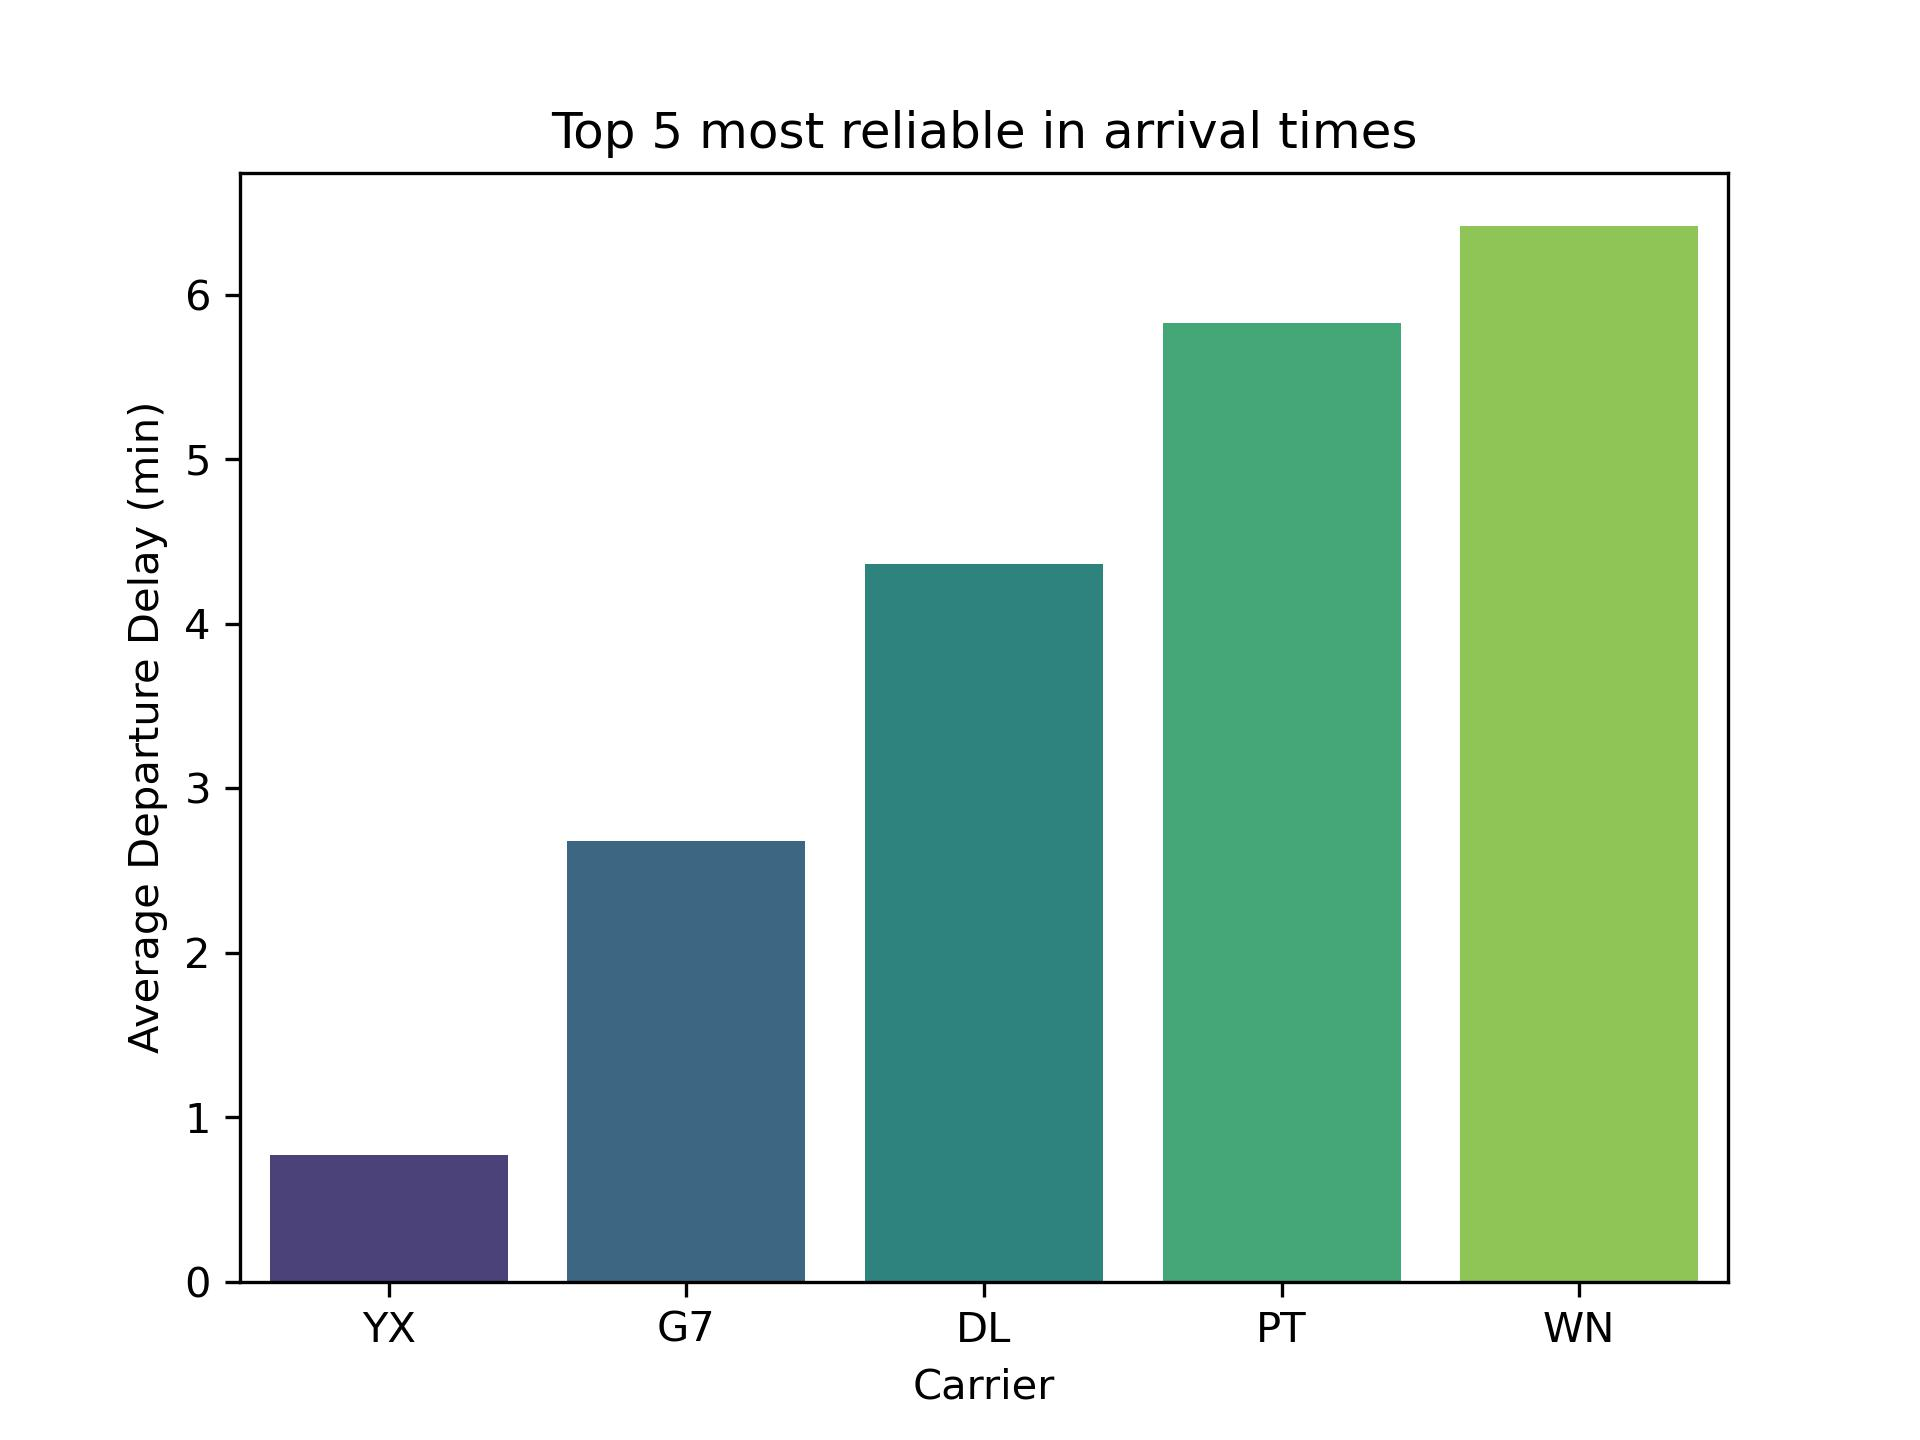 Top 5 most reliable in arrival times
Average Departure Delay (min)
6
5
4
3
2
1
0
YX G7 DL PT WN
Carrier